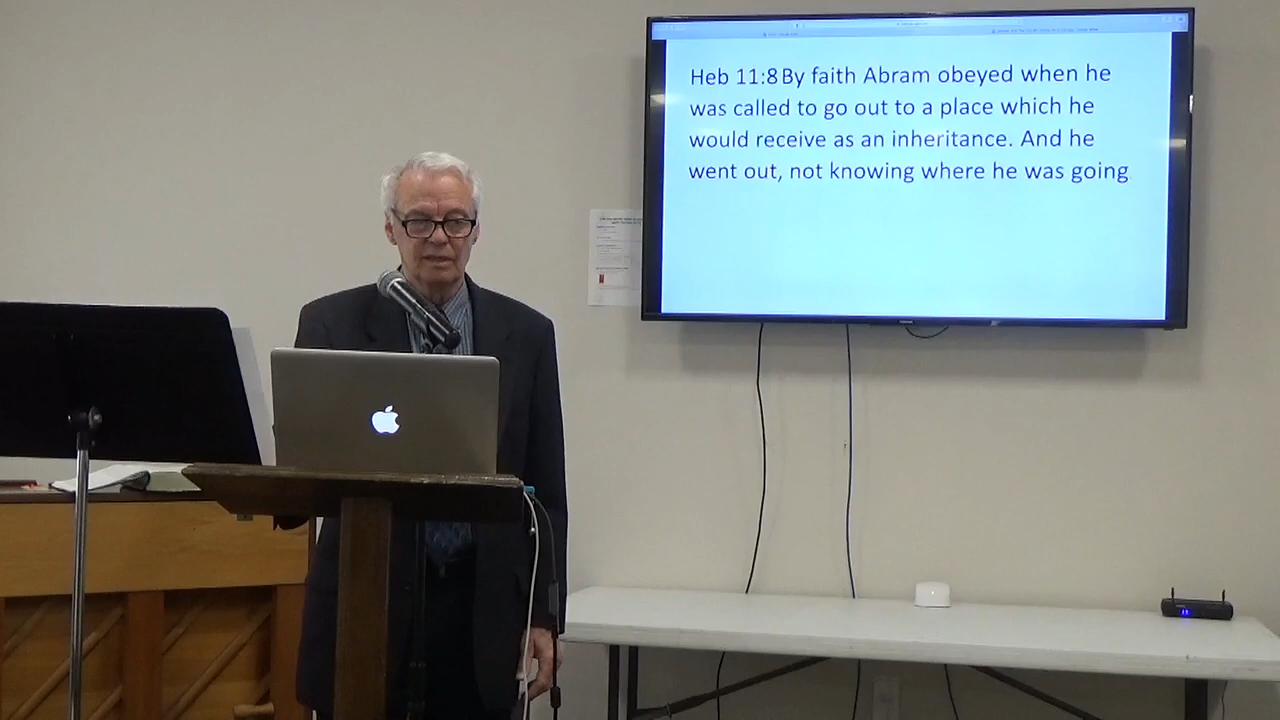 Heb 11:8 By faith Abram obeyed when he
was called to go out to a place which he
would receive as an inheritance. And he
went out, not knowing where he was going